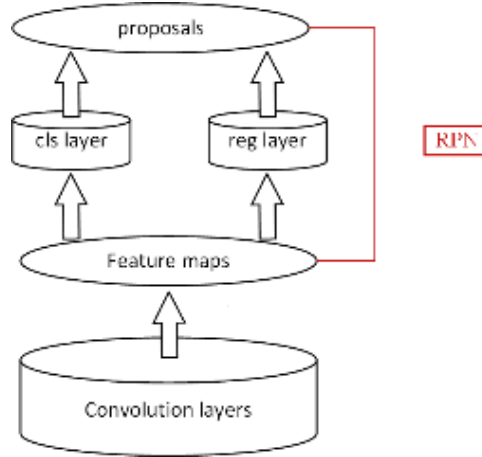 proposals
cls layer
reg layer
RPN
Feature maps
Convolution layers